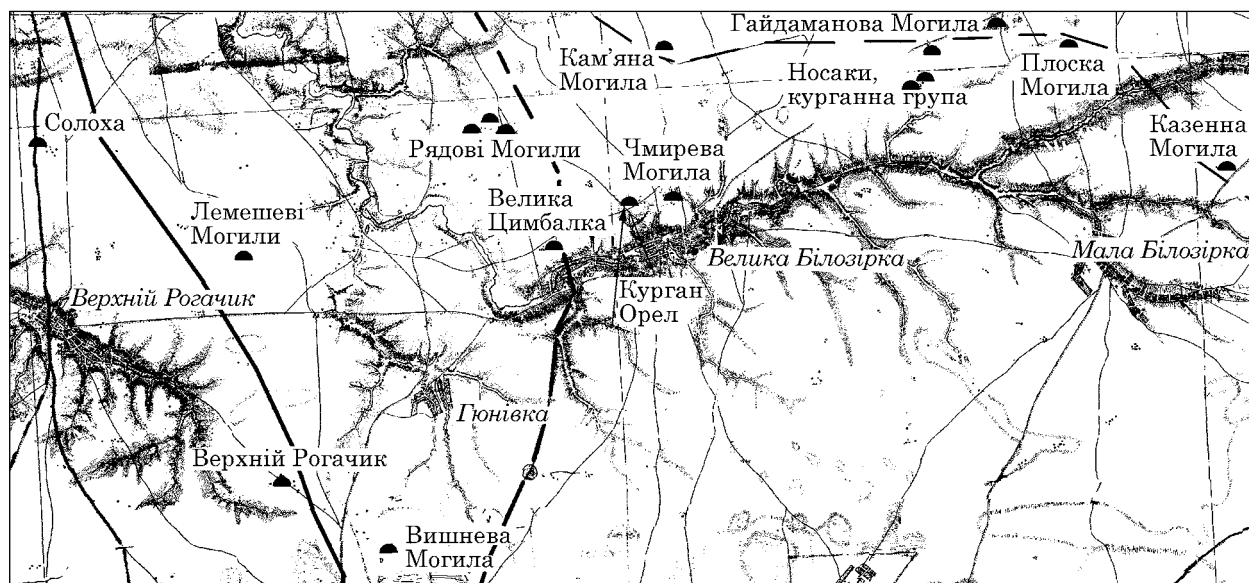 Гайдаманова Могила
Кам’яна
Могила
Носаки,
курганна група
Плоска
Могила
Солоха
Рядові Могили
Чмирева
Могила
Казенна
Могила
Лемешеві
Могили
Велика
Цимбалка
Велика Білозірка
Мала Білозірка
Верхній Рогачик
Курган
Орел
Гюнівка
Верхній Рогачик
Вишнева
Могила